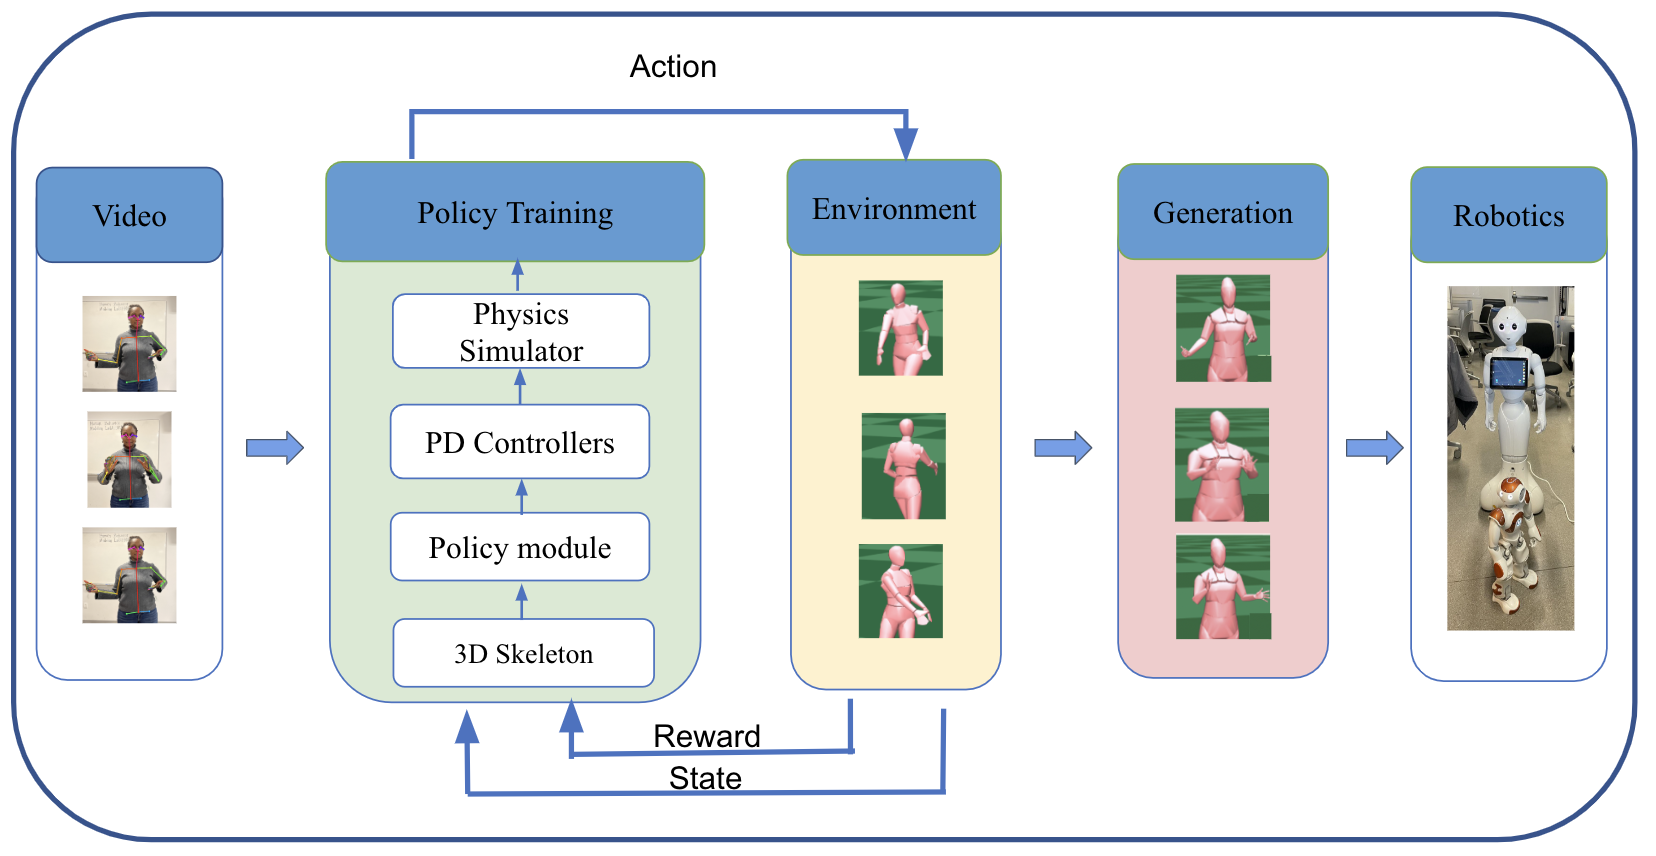 Action
Video
Policy Training
Environment
Generation
Robotics
Physics
Simulator
PD Controllers
Policy module
3D Skeleton
Reward
State